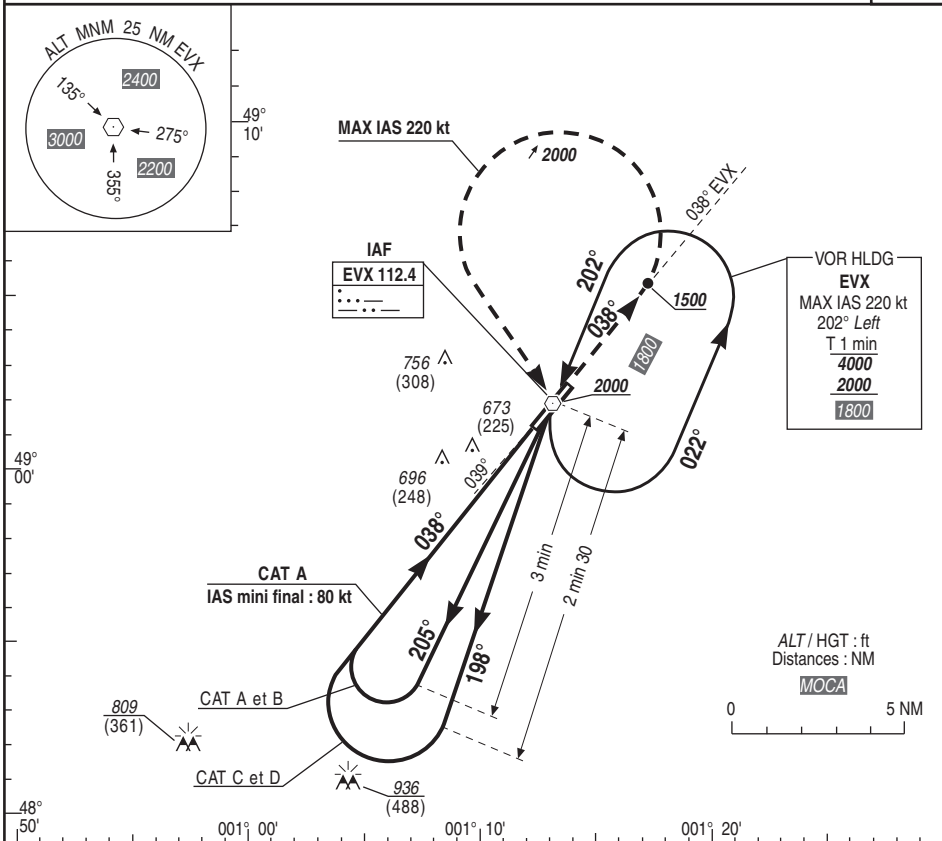 ALT MNM 25 NM EVX
135°
2400
3000
275°
2200
355°
49°
10'
MAX IAS 220 kt
2000
038° EVX
IAF
EVX 112.4
202°
038°
1500
VOR HLDG
EVX
MAX IAS 220 kt
202° Left
T 1 min
4000
2000
1800
1800
756
(308)
2000
673
(225)
022°
49°
00'
696
(248)
039°
038°
3 min
2 min 30
CAT A
IAS mini final : 80 kt
205°
198°
ALT / HGT : ft
Distances : NM
MOCA
0 5 NM
CAT A et B
809
(361)
CAT C et D
936
(488)
48°
50'
001° 00'
001° 10'
001° 20'